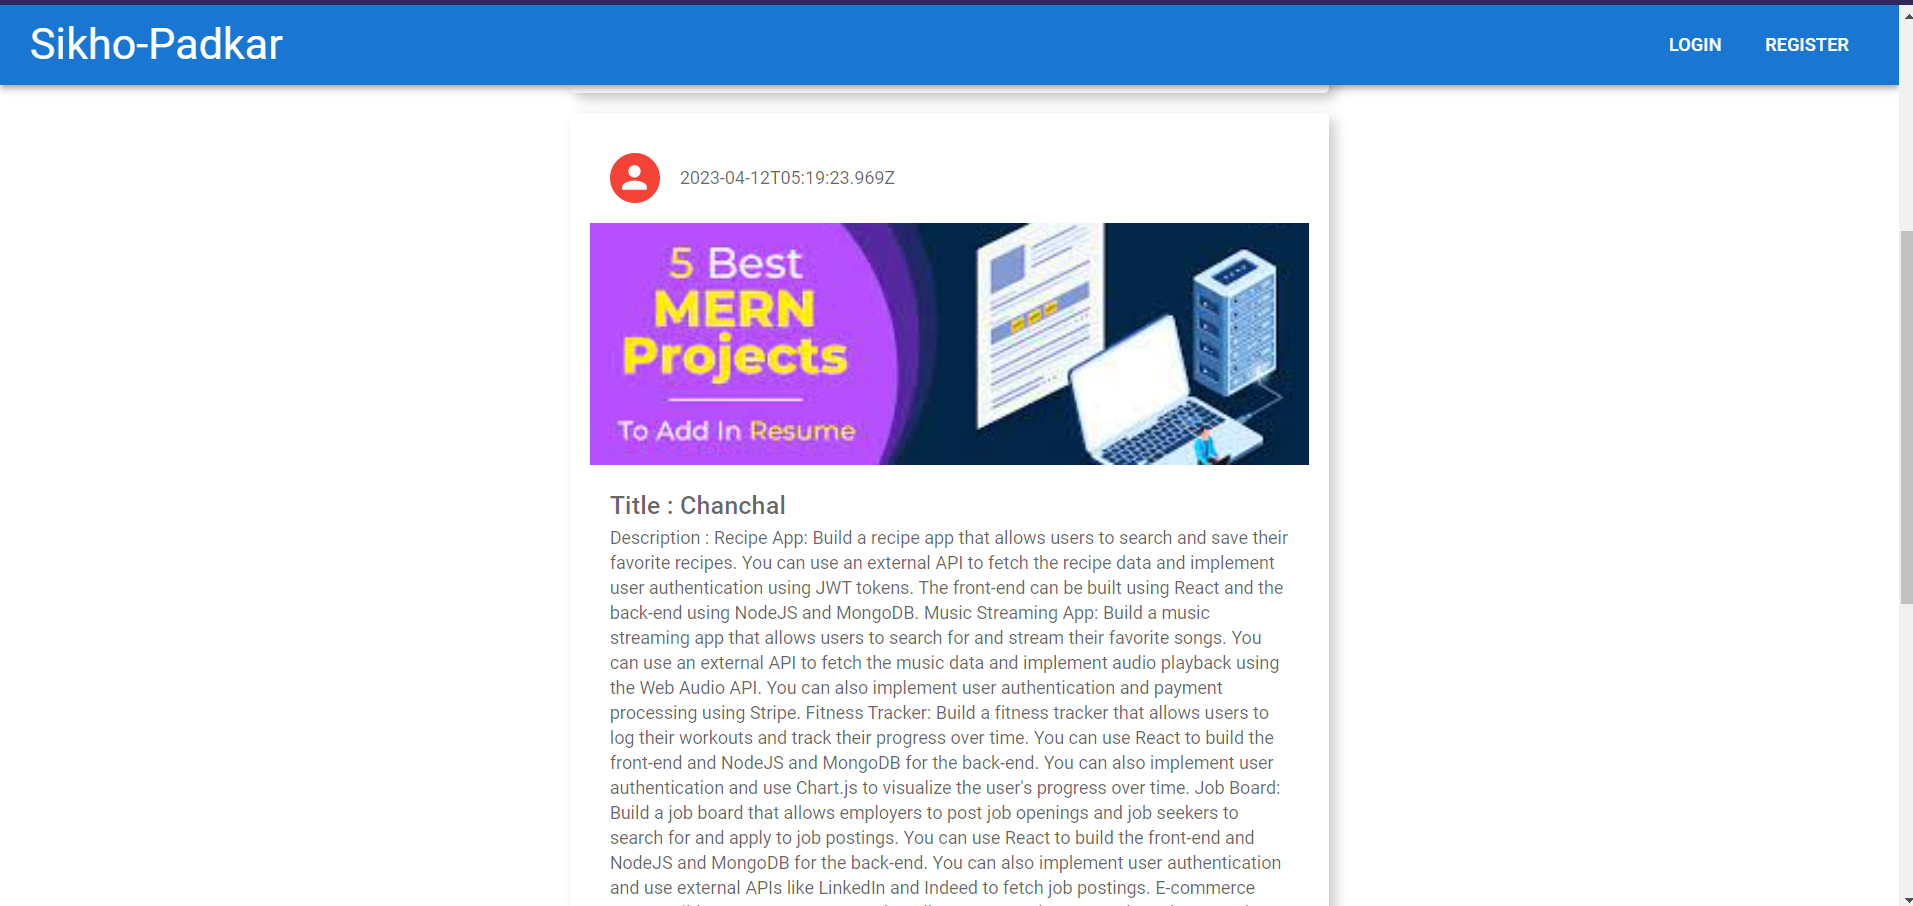 Sikho-Padkar
LOGIN
REGISTER
2023-04-12T05:19:23.969Z
5 Best
MERN
Projects
To Add In Resume
Title : Chanchal
Description : Recipe App: Build a recipe app that allows users to search and save their
favorite recipes. You can use an external API to fetch the recipe data and implement
user authentication using JWT tokens. The front-end can be built using React and the
back-end using NodeJS and MongoDB. Music Streaming App: Build a music
streaming app that allows users to search for and stream their favorite songs. You
can use an external API to fetch the music data and implement audio playback using
the Web Audio API. You can also implement user authentication and payment
processing using Stripe. Fitness Tracker: Build a fitness tracker that allows users to
log their workouts and track their progress over time. You can use React to build the
front-end and NodeJS and MongoDB for the back-end. You can also implement user
authentication and use Chart.js to visualize the user's progress over time. Job Board:
Build a job board that allows employers to post job openings and job seekers to
search for and apply to job postings. You can use React to build the front-end and
NodeJS and MongoDB for the back-end. You can also implement user authentication
and use external APIs like LinkedIn and Indeed to fetch job postings. E-commerce